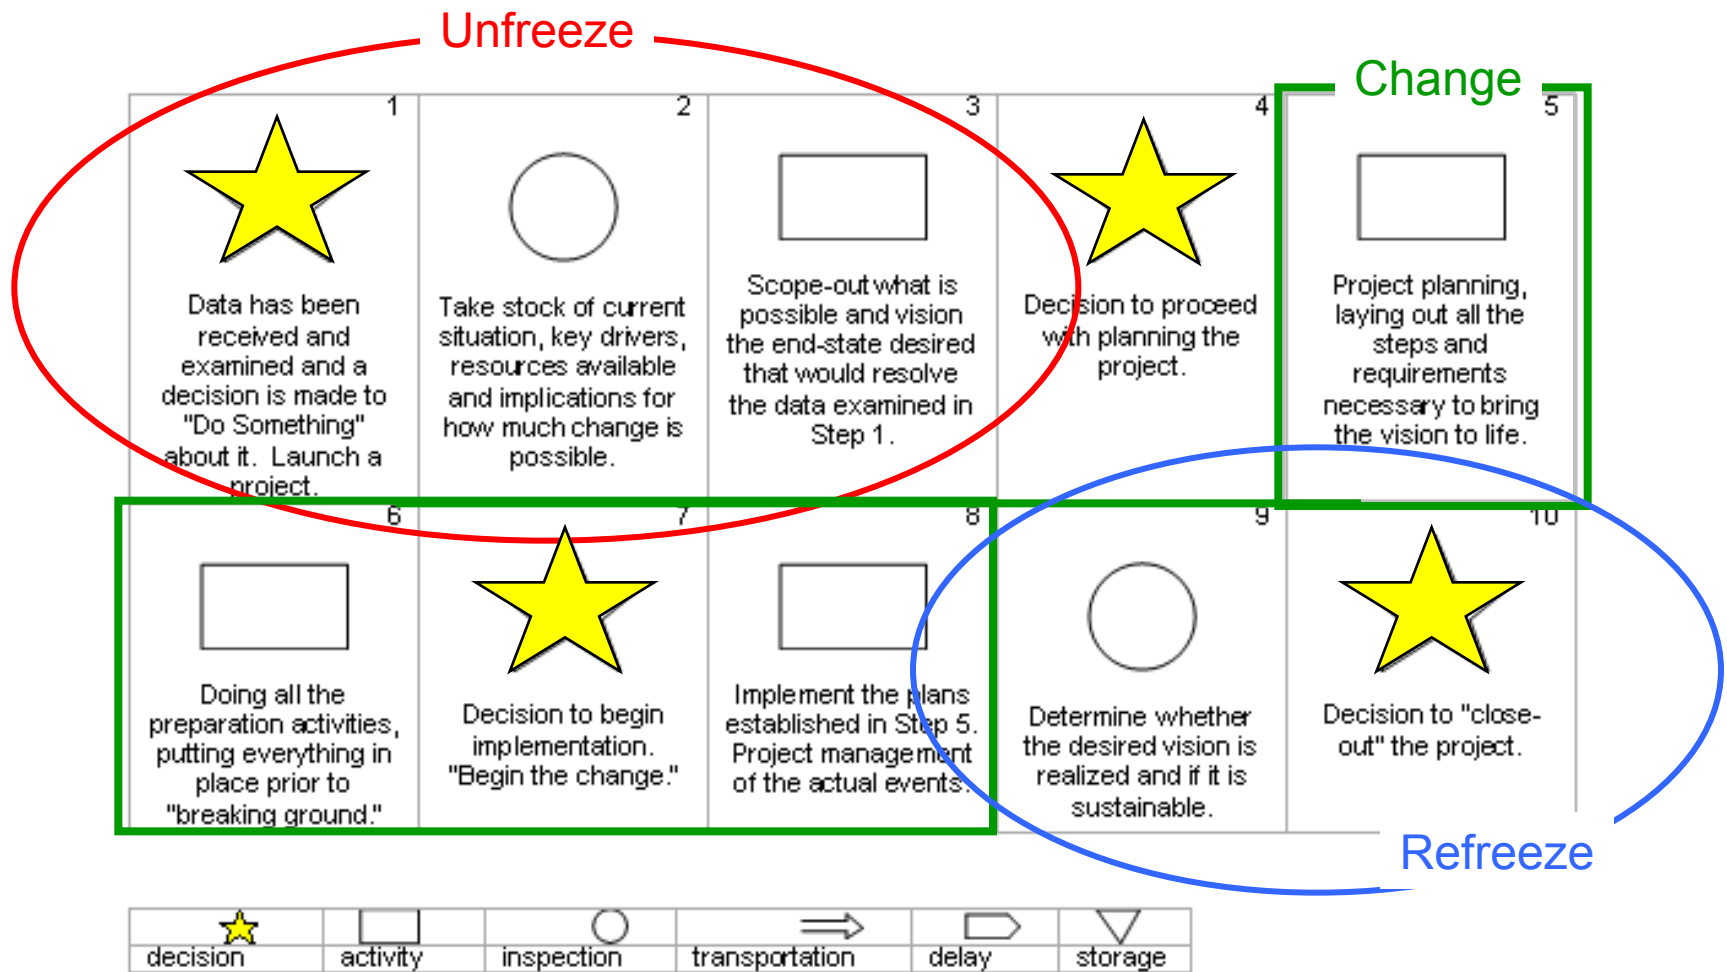 Unfreeze
Change
1
2
3
4
5
Data has been
received and
examined and a
decision is made to
"Do Something"
about it. Launch a
project.
Take stock of current
situation, key drivers,
resources available
and implications for
how much change is
possible.
Scope-out what is
possible and vision
the end-state desired
that would resolve
the data examined in
Step 1.
Decision to proceed
with planning the
project.
Project planning,
laying out all the
steps and
requirements
necessary to bring
the vision to life.
6
7
8
9
10
Doing all the
preparation activities,
putting everything in
place prior to
"breaking ground."
Decision to begin
implementation.
"Begin the change."
Implement the plans
established in Step 5.
Project management
of the actual events.
Determine whether
the desired vision is
realized and if it is
sustainable.
Decision to "close-
out" the project.
Refreeze
decision
activity
inspection
transportation
delay
storage